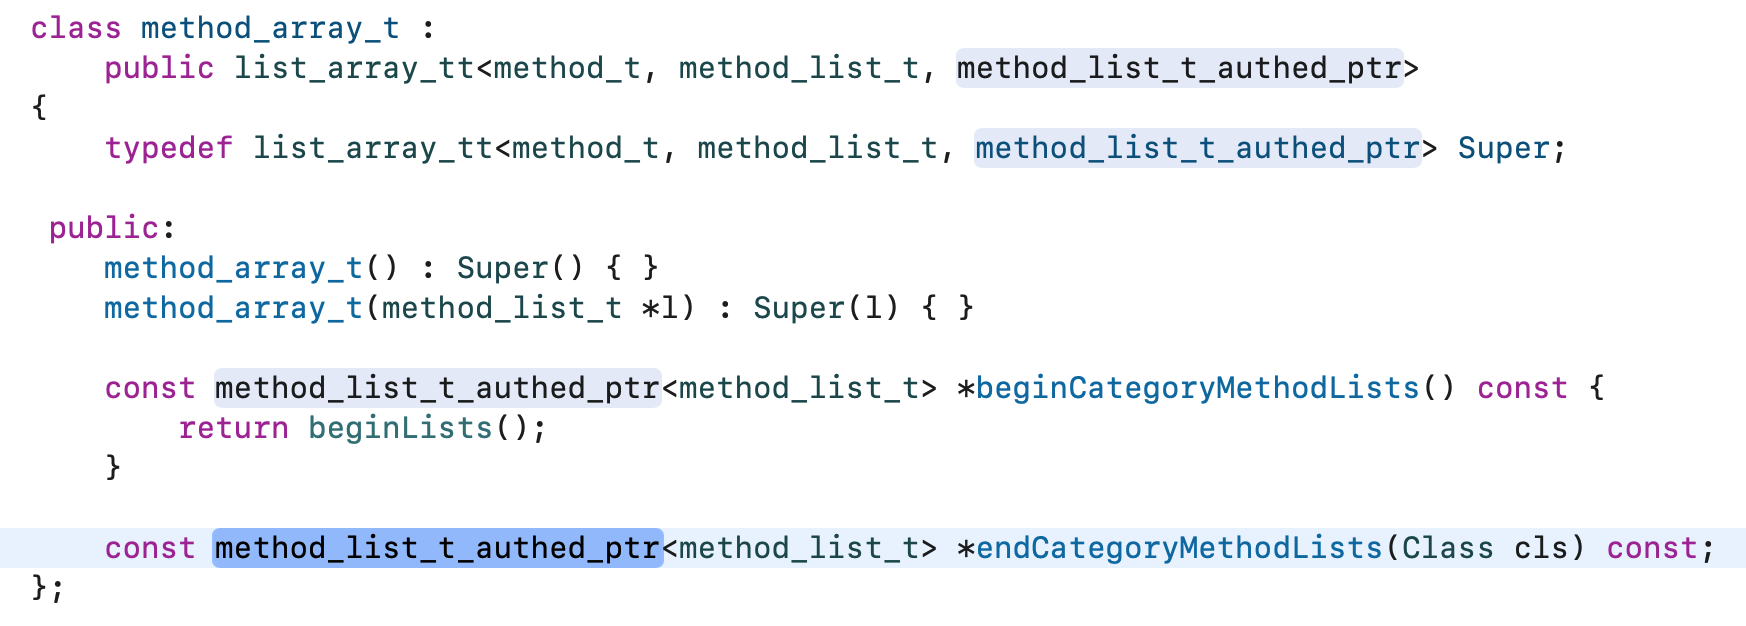 class method_array_t :
    public list_array_tt<method_t, method_list_t, method_list_t_authed_ptr>
{
    typedef list_array_tt<method_t, method_list_t, method_list_t_authed_ptr> Super;

 public:
    method_array_t() : Super() { }
    method_array_t(method_list_t *l) : Super(l) { }

    const method_list_t_authed_ptr<method_list_t> *beginCategoryMethodLists() const {
        return beginLists();
    }

    const method_list_t_authed_ptr<method_list_t> *endCategoryMethodLists(Class cls) const;
};